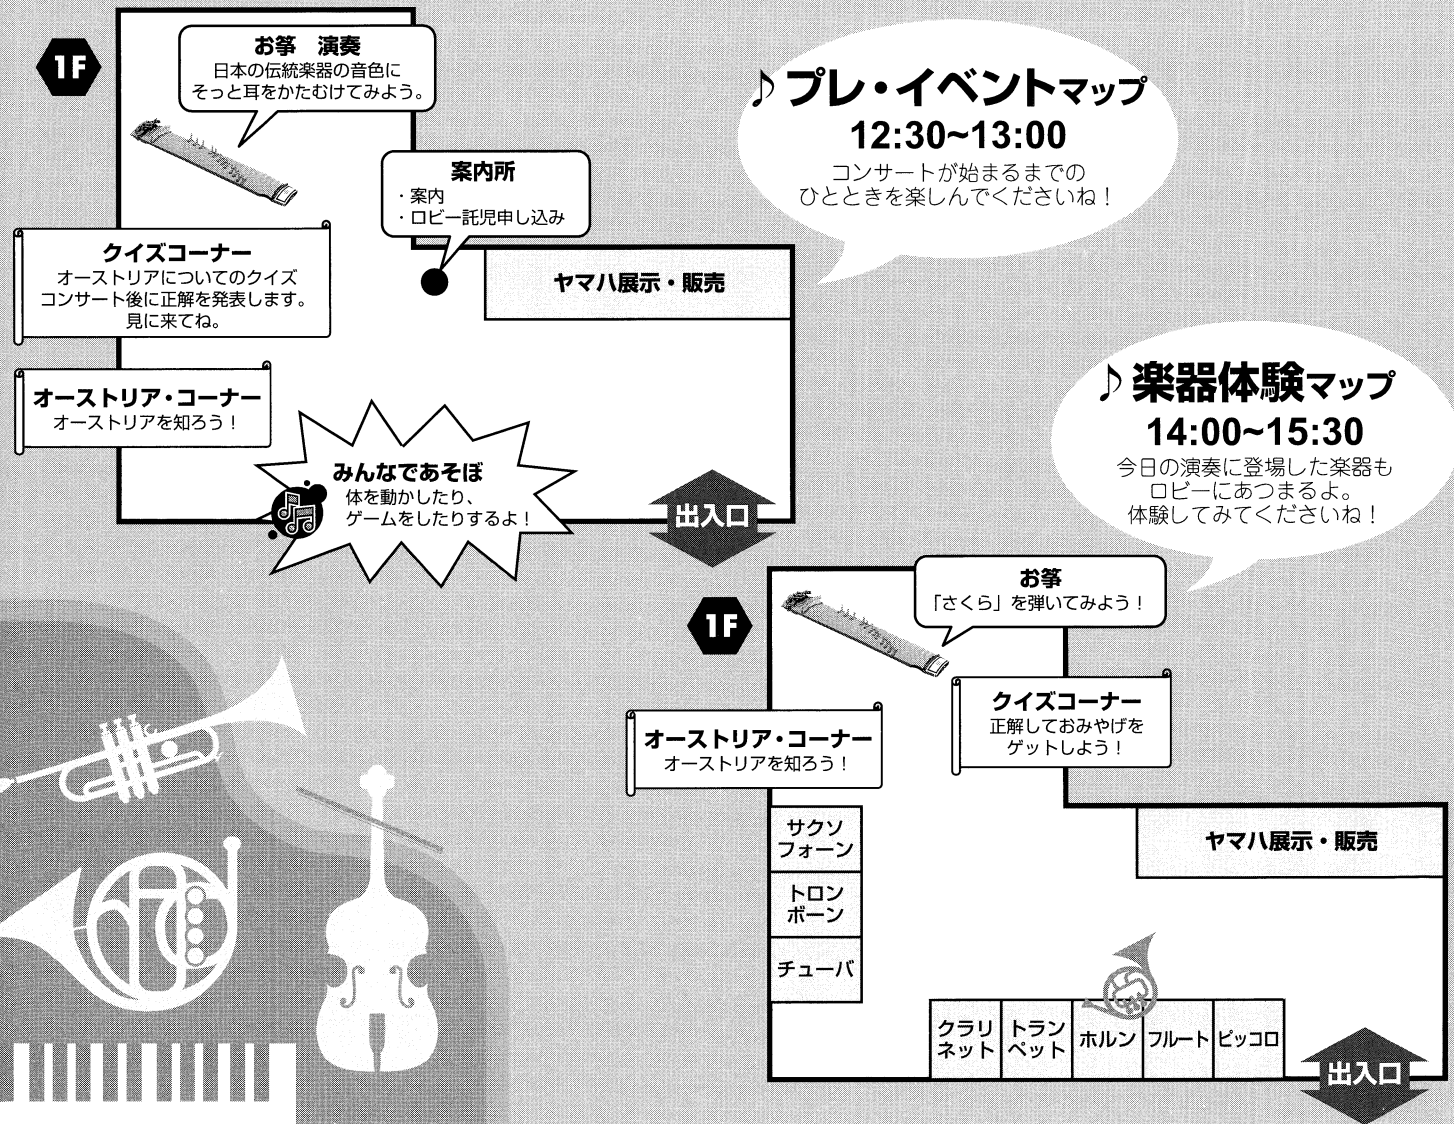 1F
お箏　演奏
日本の伝統楽器の音色に
そっと耳をかたむけてみよう。
案内所
・案内
・ロビー託児申し込み
クイズコーナー
オーストリアについてのクイズ
コンサート後に正解を発表します。
見に来てね。
ヤマハ展示・販売
オーストリア・コーナー
オーストリアを知ろう！
みんなであそぼ
体を動かしたり、
ゲームをしたりするよ！
出入口
♪プレ・イベントマップ
12:30~13:00
コンサートが始まるまでの
ひとときを楽しんでくださいね！
♪楽器体験マップ
14:00~15:30
今日の演奏に登場した楽器も
ロビーにあつまるよ。
体験してみてくださいね！
1F
お箏
「さくら」を弾いてみよう！
クイズコーナー
正解しておみやげを
ゲットしよう！
オーストリア・コーナー
オーストリアを知ろう！
サクソ
フォーン
トロン
ボーン
チューバ
ヤマハ展示・販売
クラリ
ネット
トラン
ペット
ホルン
フルート
ピッコロ
出入口